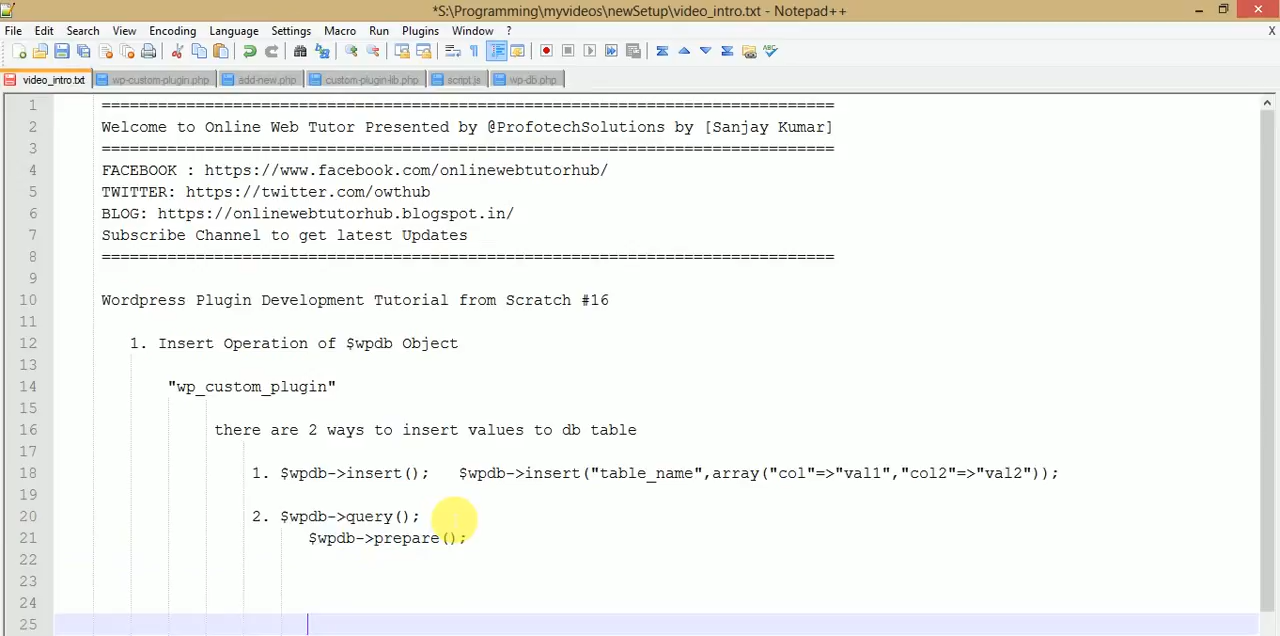 *S:\Programming\myvideos\newSetup\video_intro.txt - Notepad++
File Edit Search View Encoding Language Settings Macro Run Plugins Window ? X
video_intro.txt wp-custom-plugin.php add-new.php custom-plugin-lib.php script.js wp-db.php
1 ==============================================================================
2 Welcome to Online Web Tutor Presented by @ProfotechSolutions by [Sanjay Kumar]
3 ==============================================================================
4 FACEBOOK : https://www.facebook.com/onlinewebtutorhub/
5 TWITTER: https://twitter.com/owthub
6 BLOG: https://onlinewebtutorhub.blogspot.in/
7 Subscribe Channel to get latest Updates
8 ==============================================================================
9
10 Wordpress Plugin Development Tutorial from Scratch #16
11
12 1. Insert Operation of $wpdb Object
13
14 "wp_custom_plugin"
15
16 there are 2 ways to insert values to db table
17
18 1. $wpdb->insert(); $wpdb->insert("table_name",array("col"=>"val1","col2"=>"val2"));
19
20 2. $wpdb->query();
21 $wpdb->prepare();
22
23
24
25